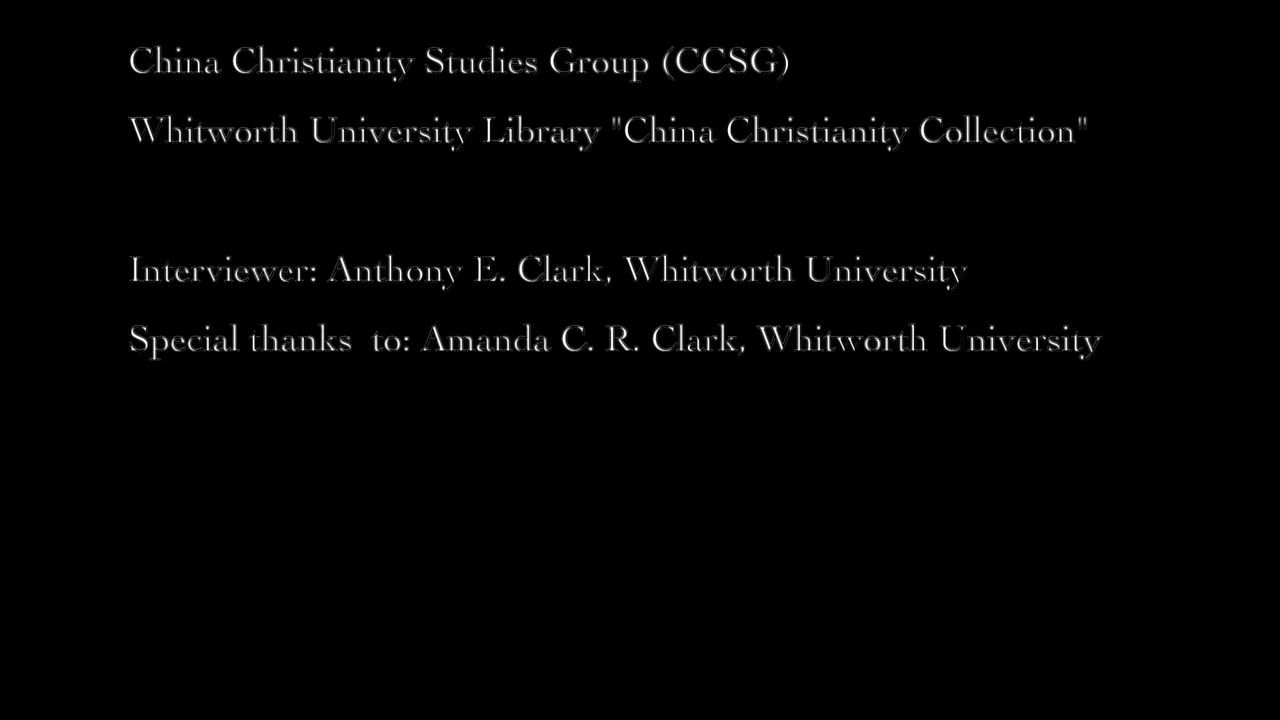 China Christianity Studies Group (CCSG)
Whitworth University Library "China Christianity Collection"
Interviewer: Anthony E. Clark, Whitworth University
Special thanks  to: Amanda C. R. Clark, Whitworth University